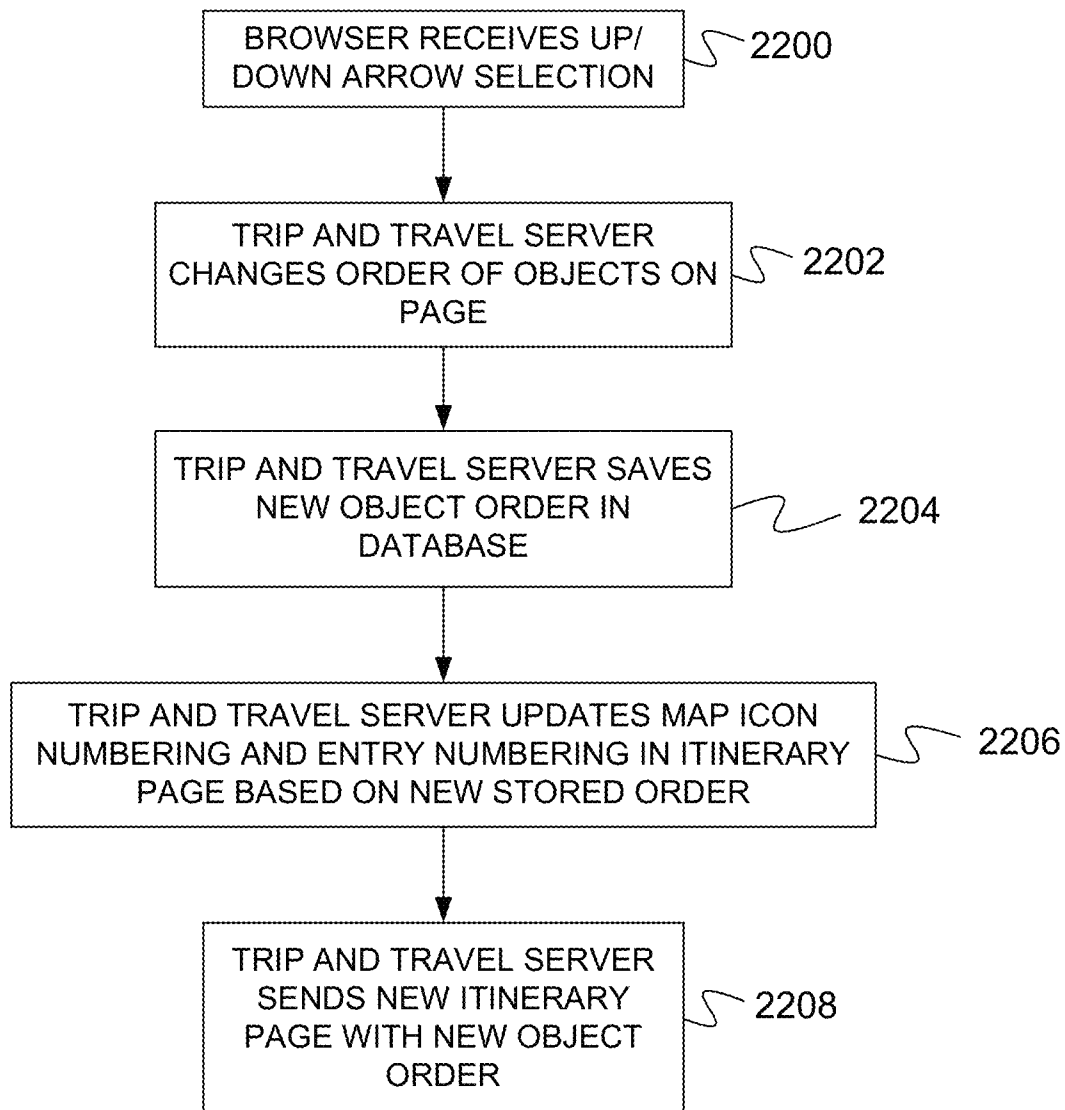 BROWSER RECEIVES UP/
DOWN ARROW SELECTION
2200
TRIP AND TRAVEL SERVER
CHANGES ORDER OF OBJECTS ON
PAGE
2202
TRIP AND TRAVEL SERVER SAVES
NEW OBJECT ORDER IN
DATABASE
2204
TRIP AND TRAVEL SERVER UPDATES MAP ICON
NUMBERING AND ENTRY NUMBERING IN ITINERARY
PAGE BASED ON NEW STORED ORDER
2206
TRIP AND TRAVEL SERVER
SENDS NEW ITINERARY
PAGE WITH NEW OBJECT
ORDER
2208